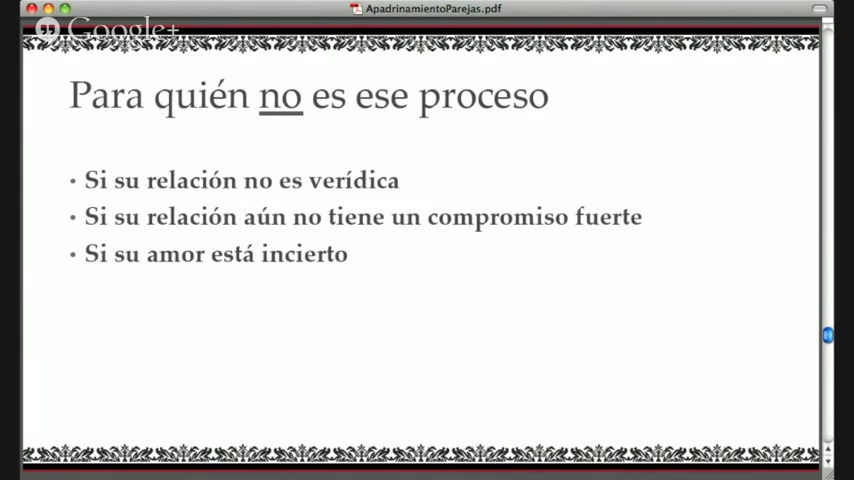 ApadrinamientoParejas.pdf
Google+
Para quién no es ese proceso
• Si su relación no es verídica
• Si su relación aún no tiene un compromiso fuerte
• Si su amor está incierto